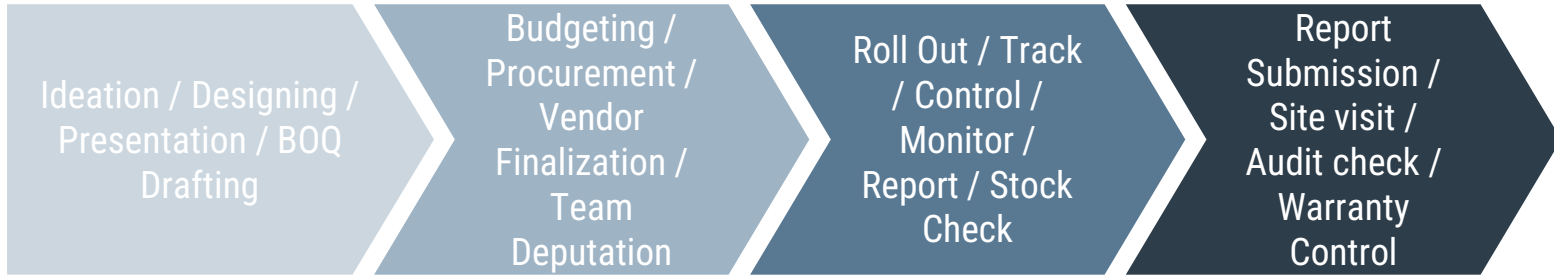 Ideation / Designing /
Presentation / BOQ
Drafting
Budgeting /
Procurement /
Vendor
Finalization /
Team
Deputation
Roll Out / Track
/ Control /
Monitor /
Report / Stock
Check
Report
Submission /
Site visit /
Audit check /
Warranty
Control